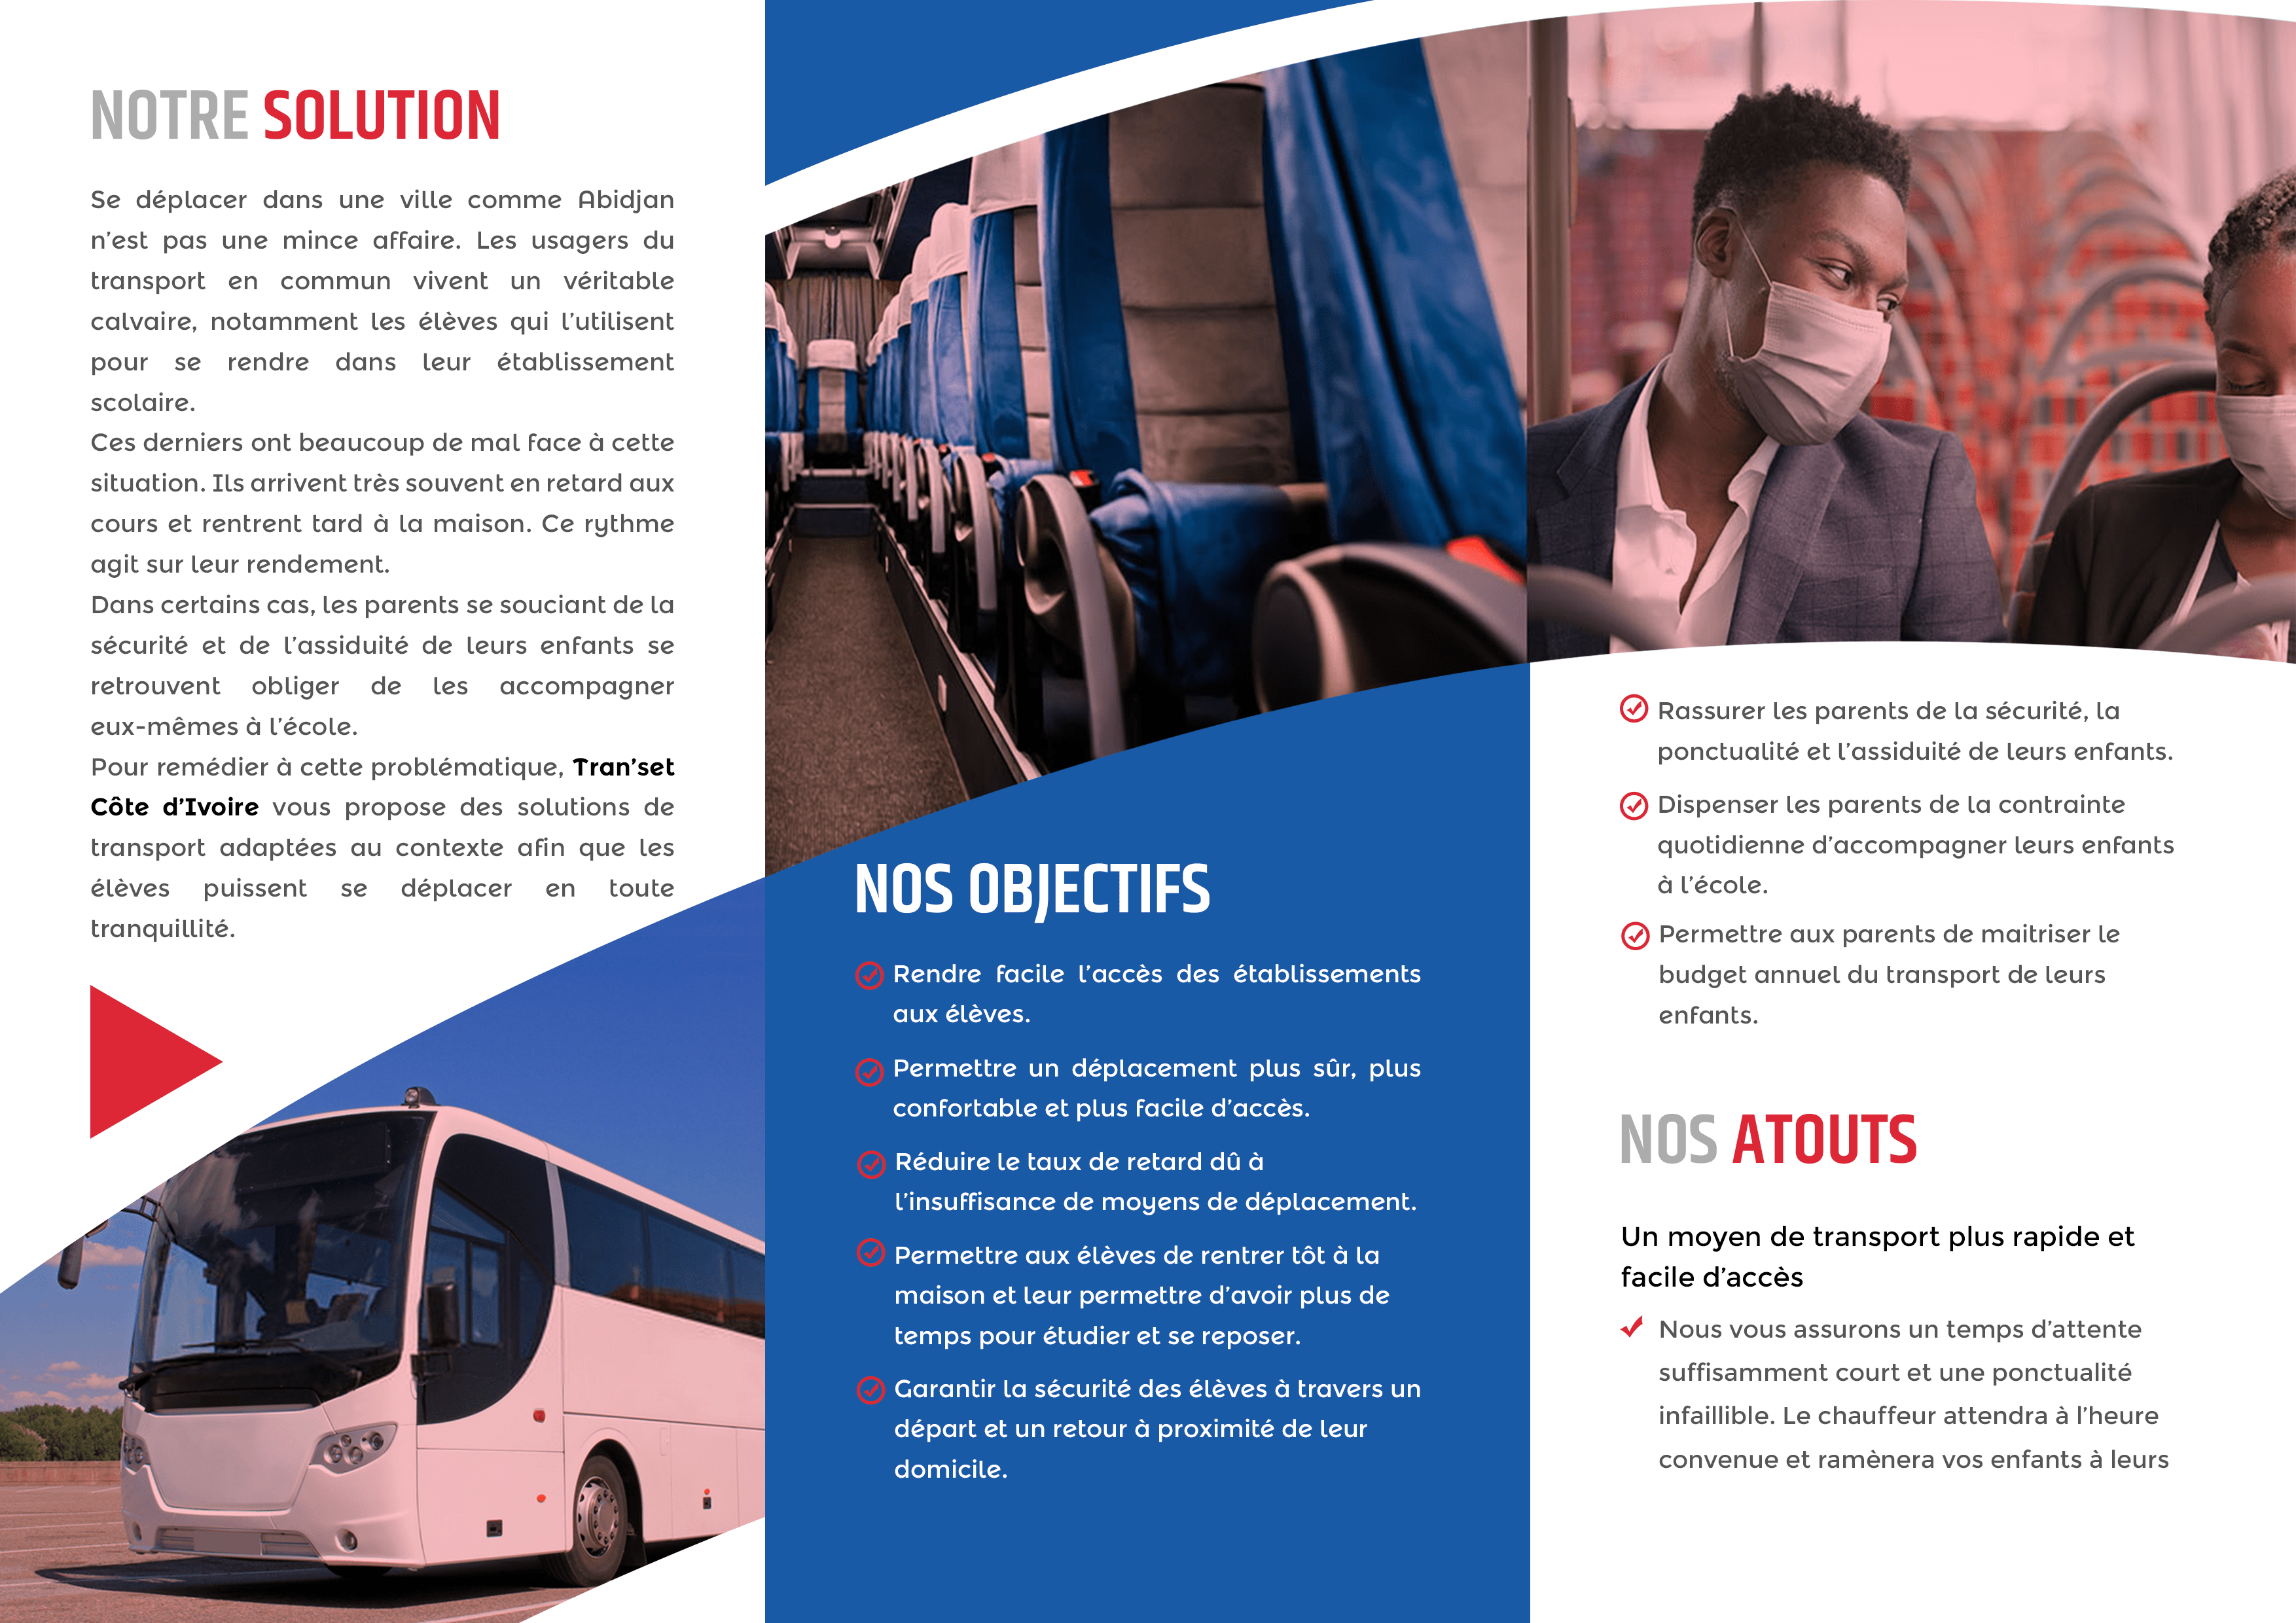 NOTRE SOLUTION
Se déplacer dans une ville comme Abidjan
n’est pas une mince affaire. Les usagers du
transport en commun vivent un véritable
calvaire, notamment les élèves qui l’utilisent
pour se rendre dans leur établissement
scolaire.
Ces derniers ont beaucoup de mal face à cette
situation. Ils arrivent très souvent en retard aux
cours et rentrent tard à la maison. Ce rythme
agit sur leur rendement.
Dans certains cas, les parents se souciant de la
sécurité et de l’assiduité de leurs enfants se
retrouvent obliger de les accompagner
eux-mêmes à l’école.
Pour remédier à cette problématique, Tran’set
Côte d’Ivoire vous propose des solutions de
transport adaptées au contexte afin que les
élèves puissent se déplacer en toute
tranquillité.
NOS OBJECTIFS
Rendre facile l’accès des établissements
aux élèves.
Permettre un déplacement plus sûr, plus
confortable et plus facile d’accès.
Réduire le taux de retard dû à
l’insuffisance de moyens de déplacement.
Permettre aux élèves de rentrer tôt à la
maison et leur permettre d’avoir plus de
temps pour étudier et se reposer.
Garantir la sécurité des élèves à travers un
départ et un retour à proximité de leur
domicile.
Rassurer les parents de la sécurité, la
ponctualité et l’assiduité de leurs enfants.
Dispenser les parents de la contrainte
quotidienne d’accompagner leurs enfants
à l’école.
Permettre aux parents de maitriser le
budget annuel du transport de leurs
enfants.
NOS ATOUTS
Un moyen de transport plus rapide et
facile d’accès
Nous vous assurons un temps d’attente
suffisamment court et une ponctualité
infaillible. Le chauffeur attendra à l’heure
convenue et ramènera vos enfants à leurs